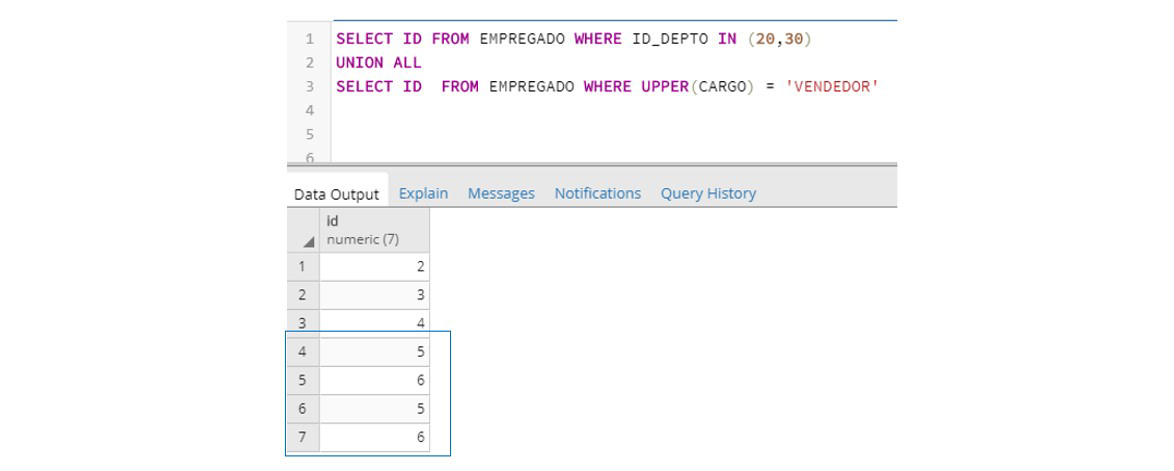 1 SELECT ID FROM EMPREGADO WHERE ID_DEPTO IN (20,30)
2 UNION ALL
3 SELECT ID  FROM EMPREGADO WHERE UPPER(CARGO) = 'VENDEDOR'
4
5
6
Data Output Explain Messages Notifications Query History
id
numeric (7)
1 2
2 3
3 4
4 5
5 6
6 5
7 6